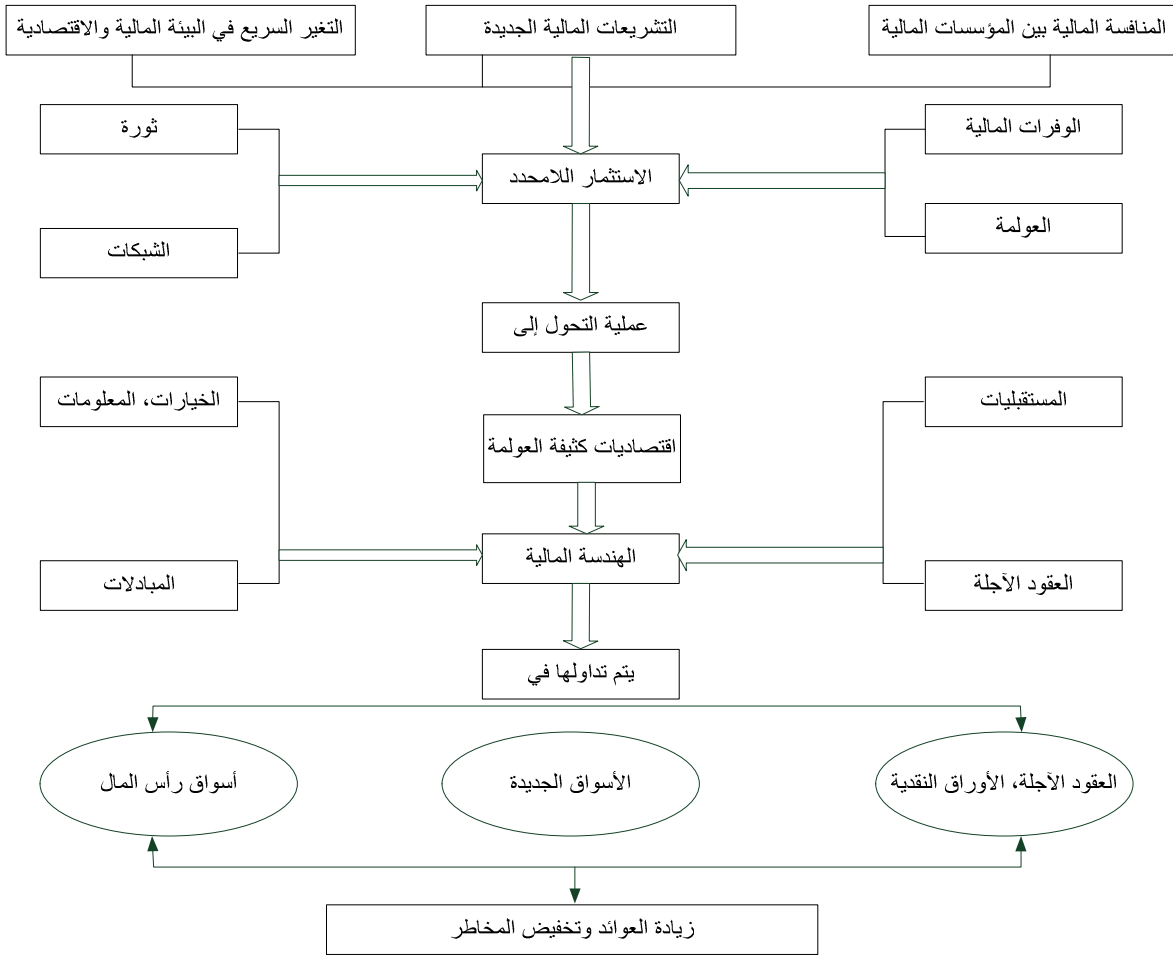 المنافسة المالية بين المؤسسات المالية
التشريعات المالية الجديدة
التغير السريع في البيئة المالية والاقتصادية
الوفرات المالية
ثورة
الاستثمار اللامحدد
العولمة
الشبكات
عملية التحول إلى
المستقبليات
الخيارات، المعلومات
اقتصاديات كثيفة العولمة
الهندسة المالية
العقود الآجلة
المبادلات
يتم تداولها في
العقود الآجلة، الأوراق النقدية
الأسواق الجديدة
أسواق رأس المال
زيادة العوائد وتخفيض المخاطر